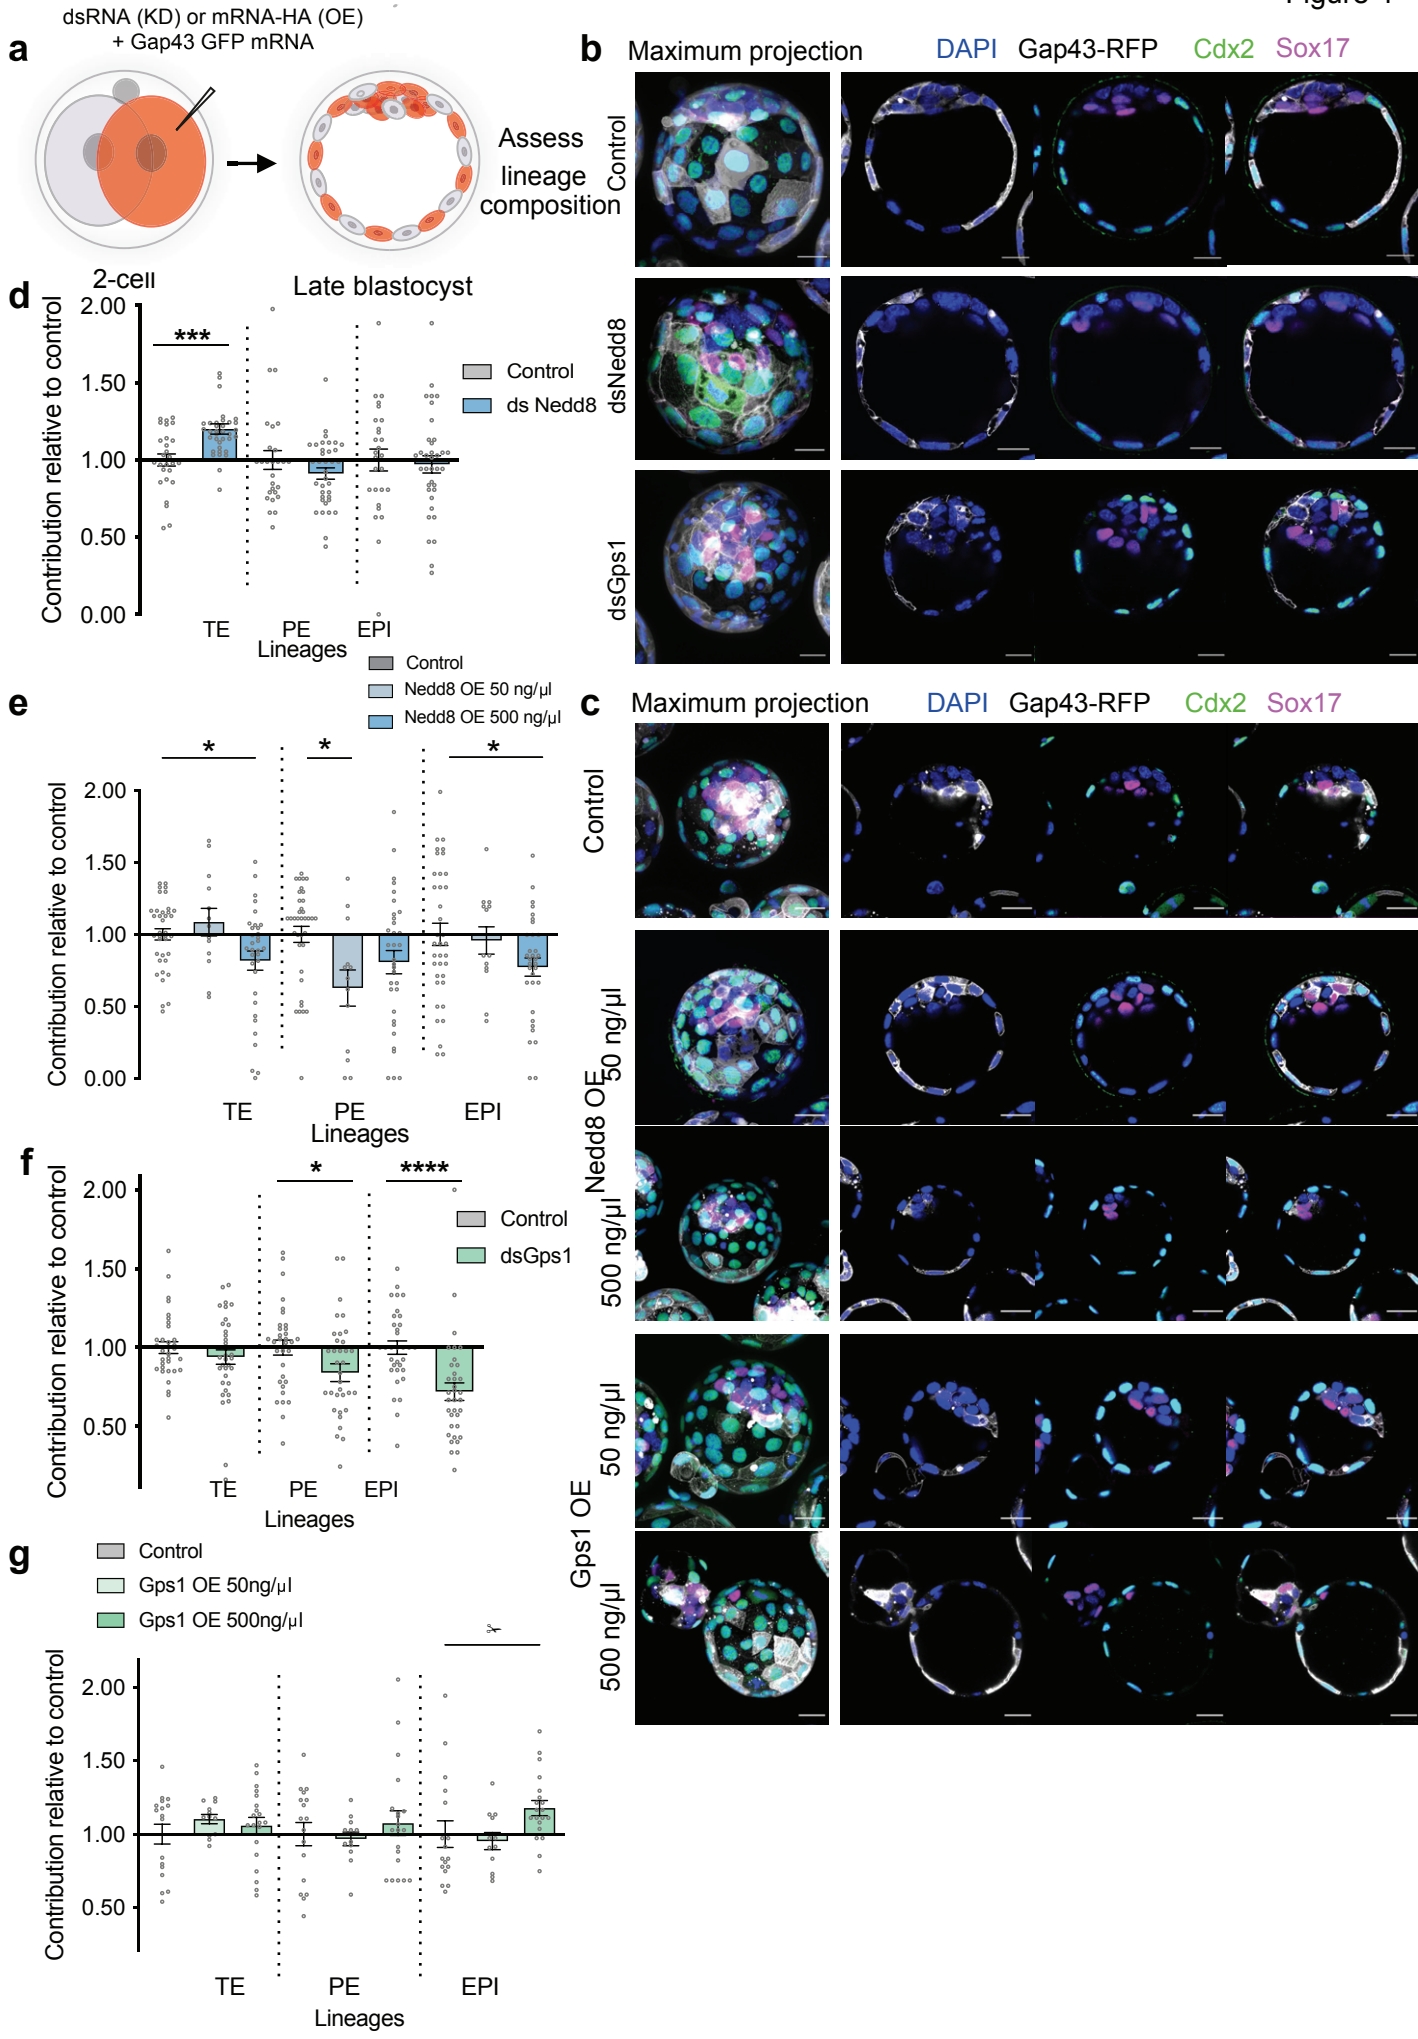 dsRNA (KD) or mRNA-HA (OE)
+ Gap43 GFP mRNA
a
2-cell
Late blastocyst
Assess
lineage
composition
b
Maximum projection
DAPI Gap43-RFP Cdx2 Sox17
Control
dsNedd8
dsGps1
d
Contribution relative to control
2.00
1.50
1.00
0.50
0.00
***
Control
ds Nedd8
TE PE EPI
Lineages
e
Control
Nedd8 OE 50 ng/µl
Nedd8 OE 500 ng/µl
Contribution relative to control
2.00
1.50
1.00
0.50
0.00
* * *
TE PE EPI
Lineages
c
Maximum projection
DAPI Gap43-RFP Cdx2 Sox17
Control
Nedd8 OE
50 ng/µl
500 ng/µl
Gps1 OE
50 ng/µl
500 ng/µl
f
Contribution relative to control
2.00
1.50
1.00
0.50
* ****
Control
dsGps1
TE PE EPI
Lineages
g
Control
Gps1 OE 50ng/µl
Gps1 OE 500ng/µl
Contribution relative to control
2.00
1.50
1.00
0.50
TE PE EPI
Lineages